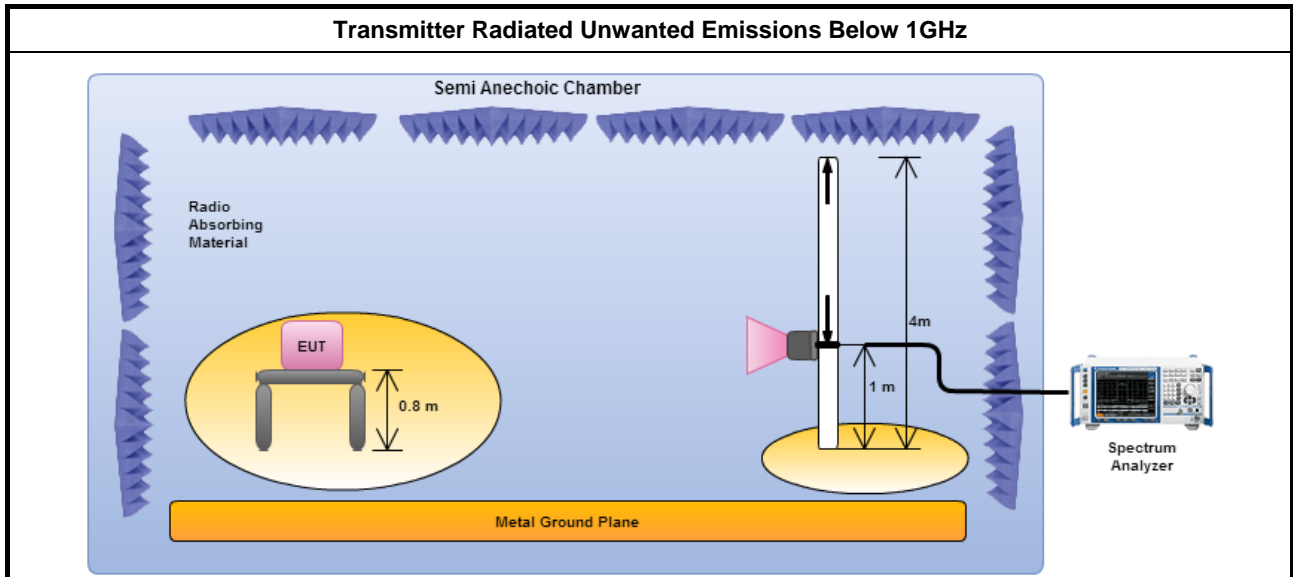 Transmitter Radiated Unwanted Emissions Below 1GHz
Semi Anechoic Chamber
Radio
Absorbing
Material
EUT
0.8 m
4m
1 m
Spectrum
Analyzer
Metal Ground Plane